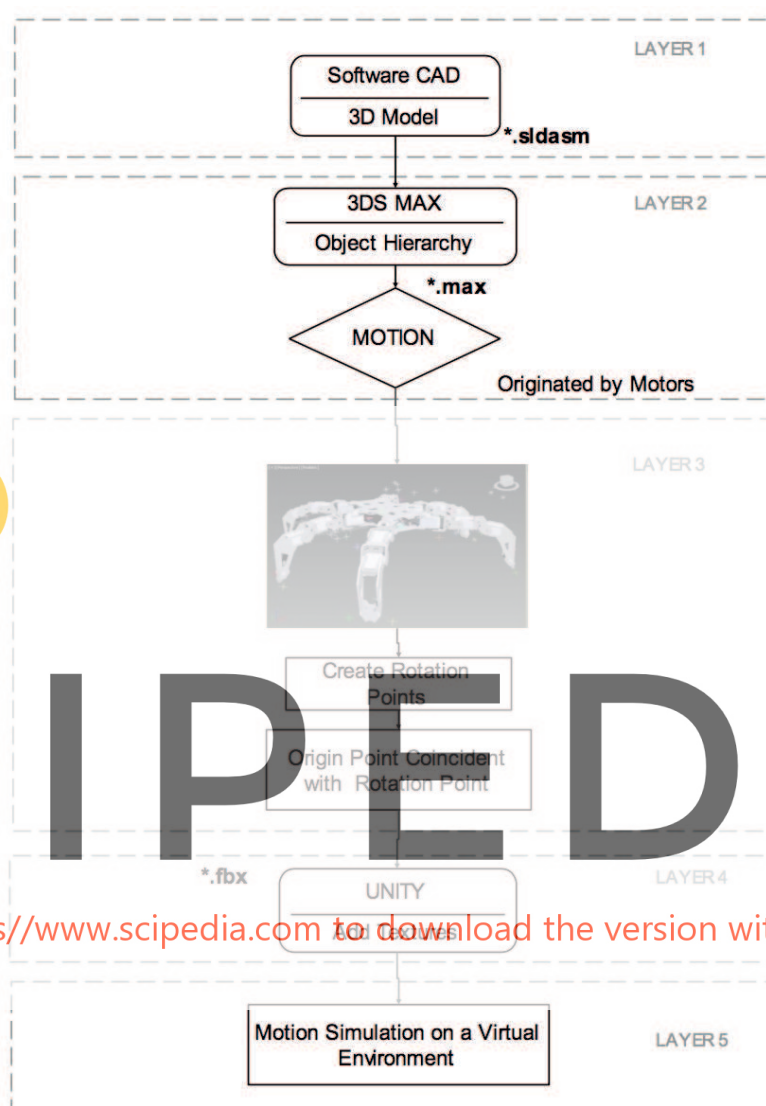 LAYER 1
Software CAD
3D Model
*.sldasm
3DS MAX
LAYER 2
Object Hierarchy
*.max
MOTION
Originated by Motors
LAYER 3
Create Rotation
Points
Origin Point Coincident
with Rotation Point
IPED
*.fbx
LAYER 4
UNITY
s//www.scipedia.com to download the version wit
Add Textures
LAYER 5
Motion Simulation on a Virtual
Environment